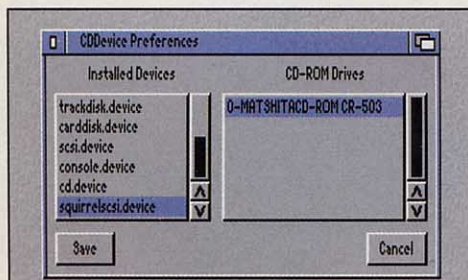 CDDevice Preferences
Installed Devices
trackdisk.device
carddisk.device
scsi.device
console.device
cd.device
squirrelscsi.device
CD-ROM Drives
0-MATSHITACD-ROM CR-503
Save
Cancel